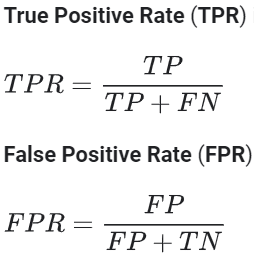 True Positive Rate (TPR)
TPR = TP / (TP + FN)
False Positive Rate (FPR)
FPR = FP / (FP + TN)